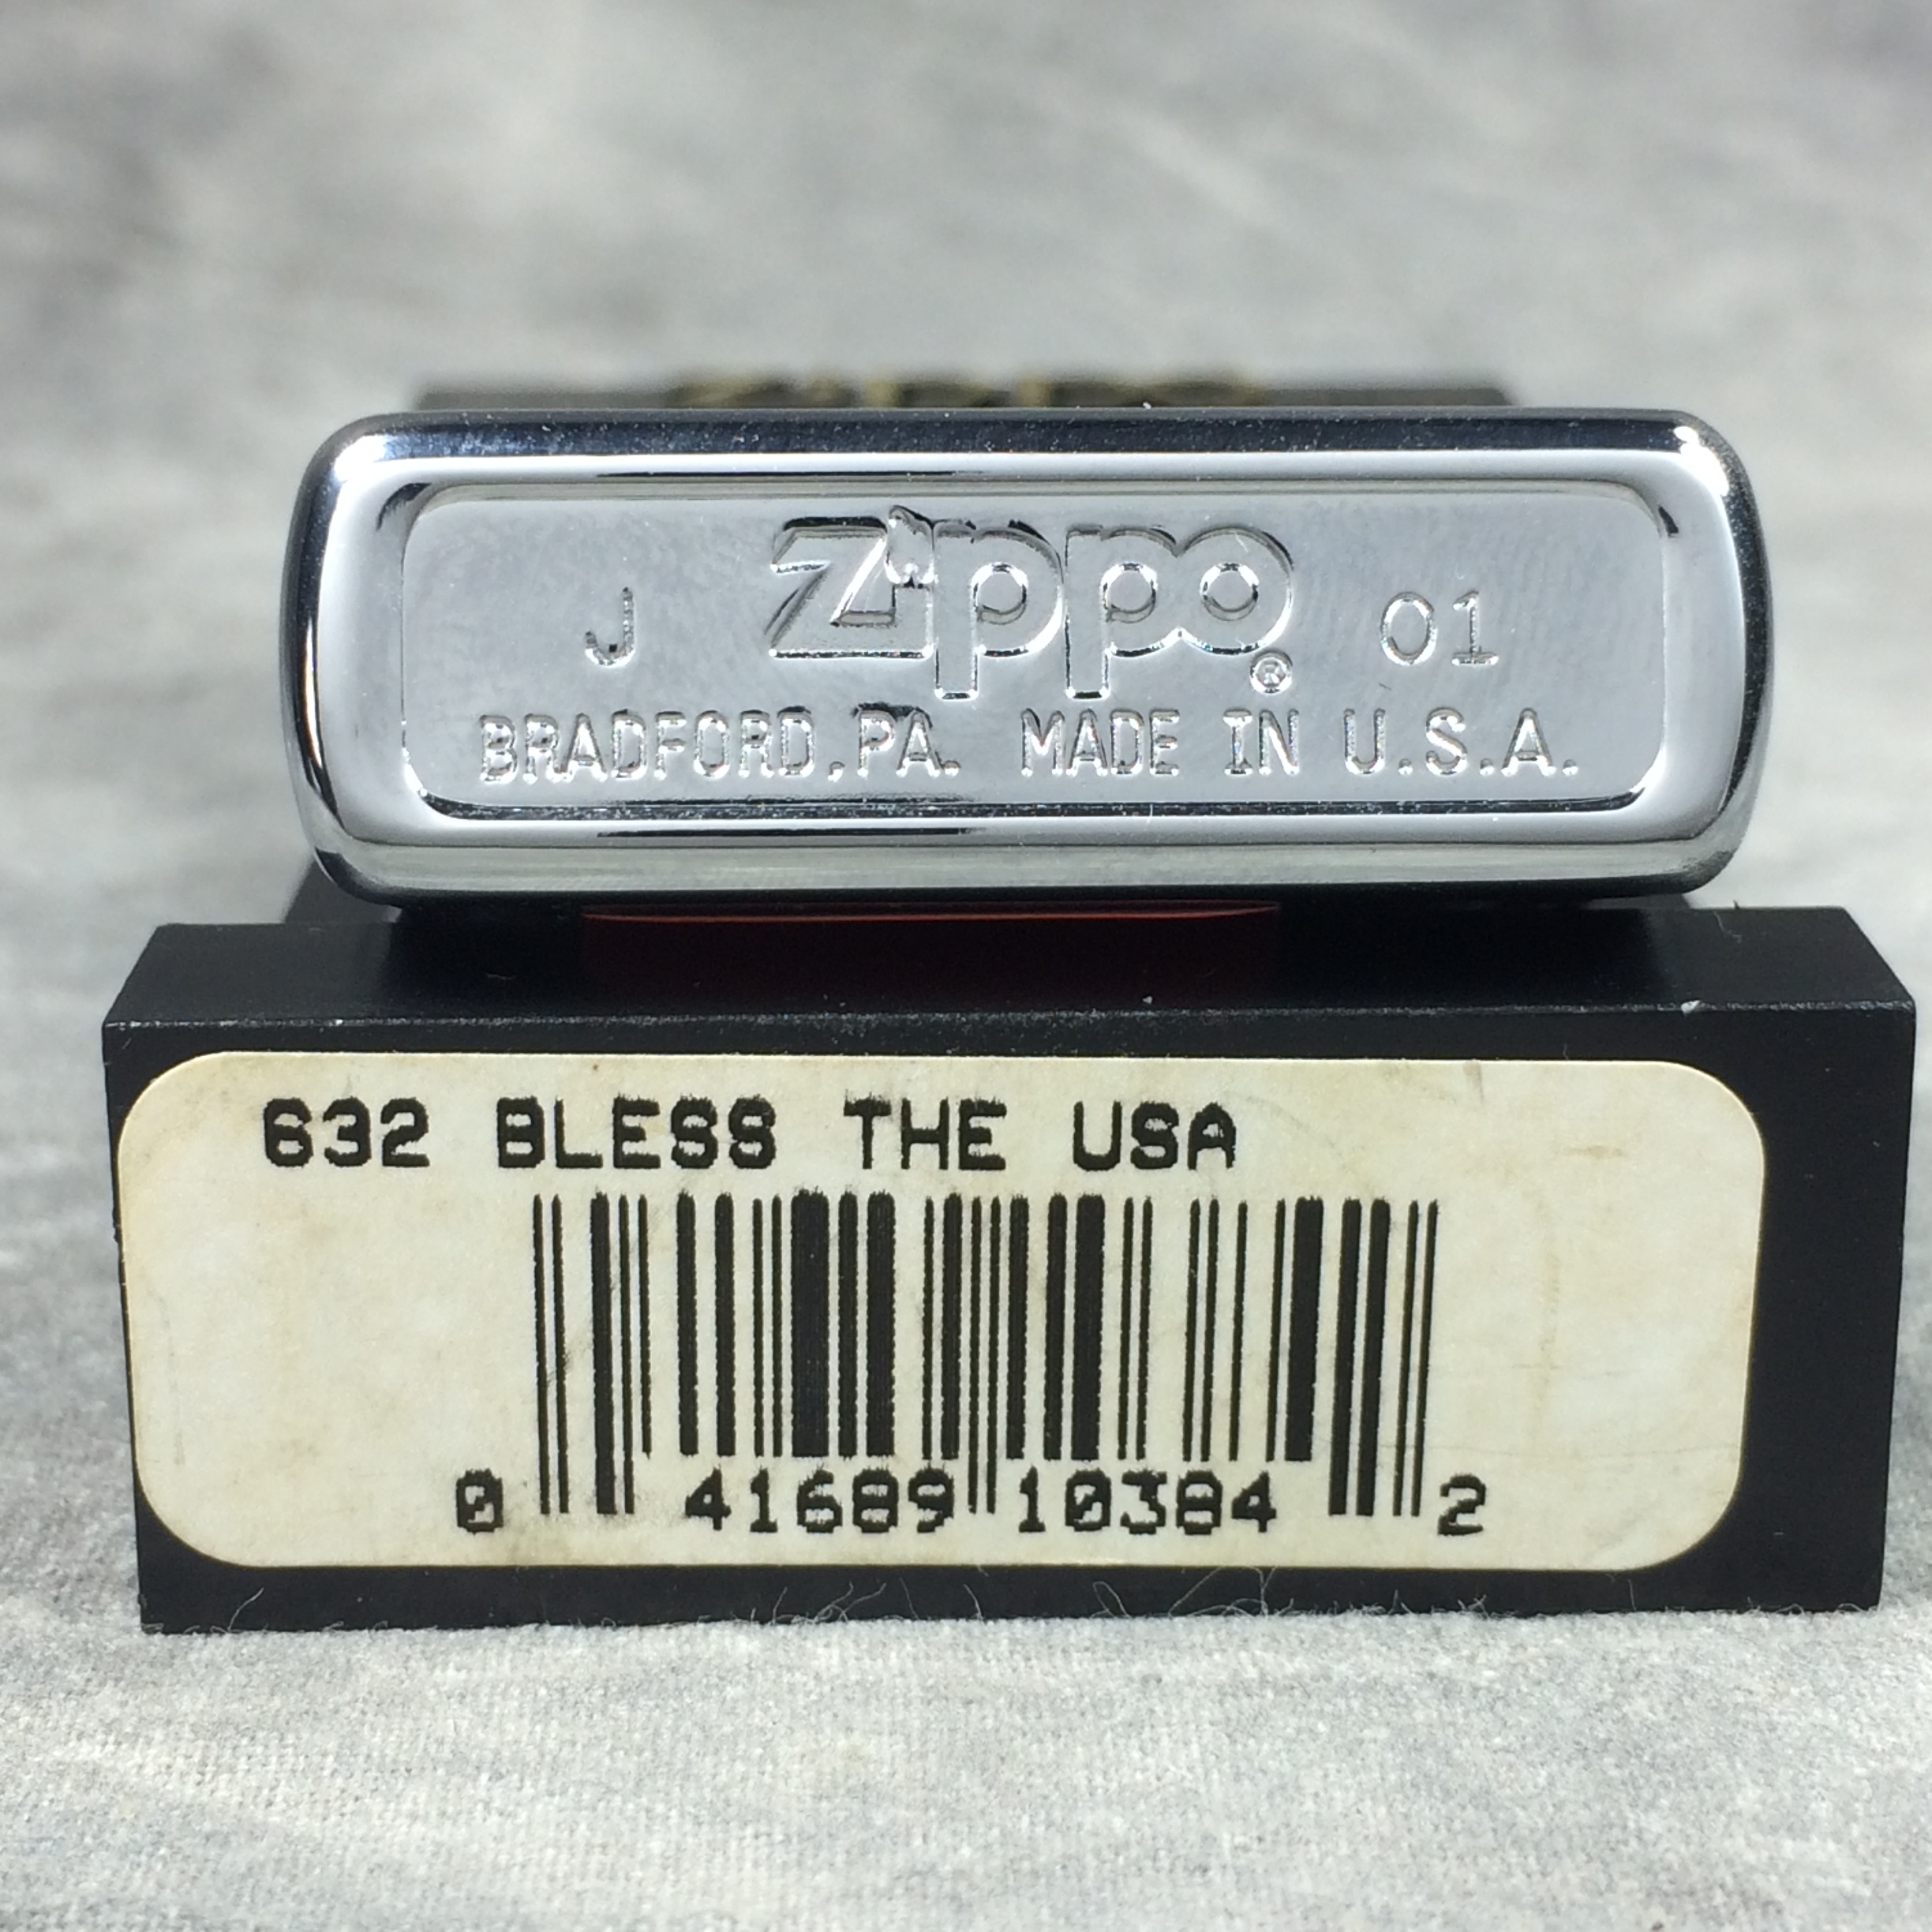 J Zippo® 01
BRADFORD,PA. MADE IN U.S.A.
632 BLESS THE USA
0 41689 10384 2